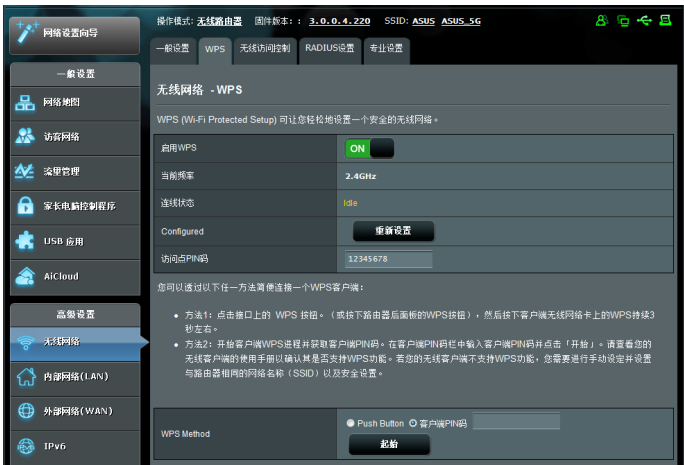 网络设置向导
操作模式: 无线路由器 固件版本: : 3.0.0.4.220 SSID: ASUS ASUS_5G
一般设置 WPS 无线访问控制 RADIUS设置 专业设置
一般设置
网络地图
访客网络
流量管理
家长电脑控制程序
USB 应用
AiCloud
高级设置
无线网络
内部网络(LAN)
外部网络(WAN)
IPv6
无线网络 - WPS
WPS (Wi-Fi Protected Setup) 可让您轻松地设置一个安全的无线网络。
启用WPS ON
当前频率 2.4GHz
连线状态 Idle
Configured 重新设置
访问点PIN码 12345678
您可以透过以下任一方法简便连接一个WPS客户端:
• 方法1: 点击接口上的 WPS 按钮。(或按下路由器后面板的WPS按钮), 然后按下客户端无线网络卡上的WPS持续3
秒左右。
• 方法2: 开始客户端WPS进程并获取客户端PIN码。在客户端PIN码栏中输入客户端PIN码并点击「开始」。请查看您的
无线客户端的使用手册以确认其是否支持WPS功能。若您的无线客户端不支持WPS功能, 您需要进行手动设定并设置
与路由器相同的网络名称 (SSID) 以及安全设置。
WPS Method Push Button 客户端PIN码
起始